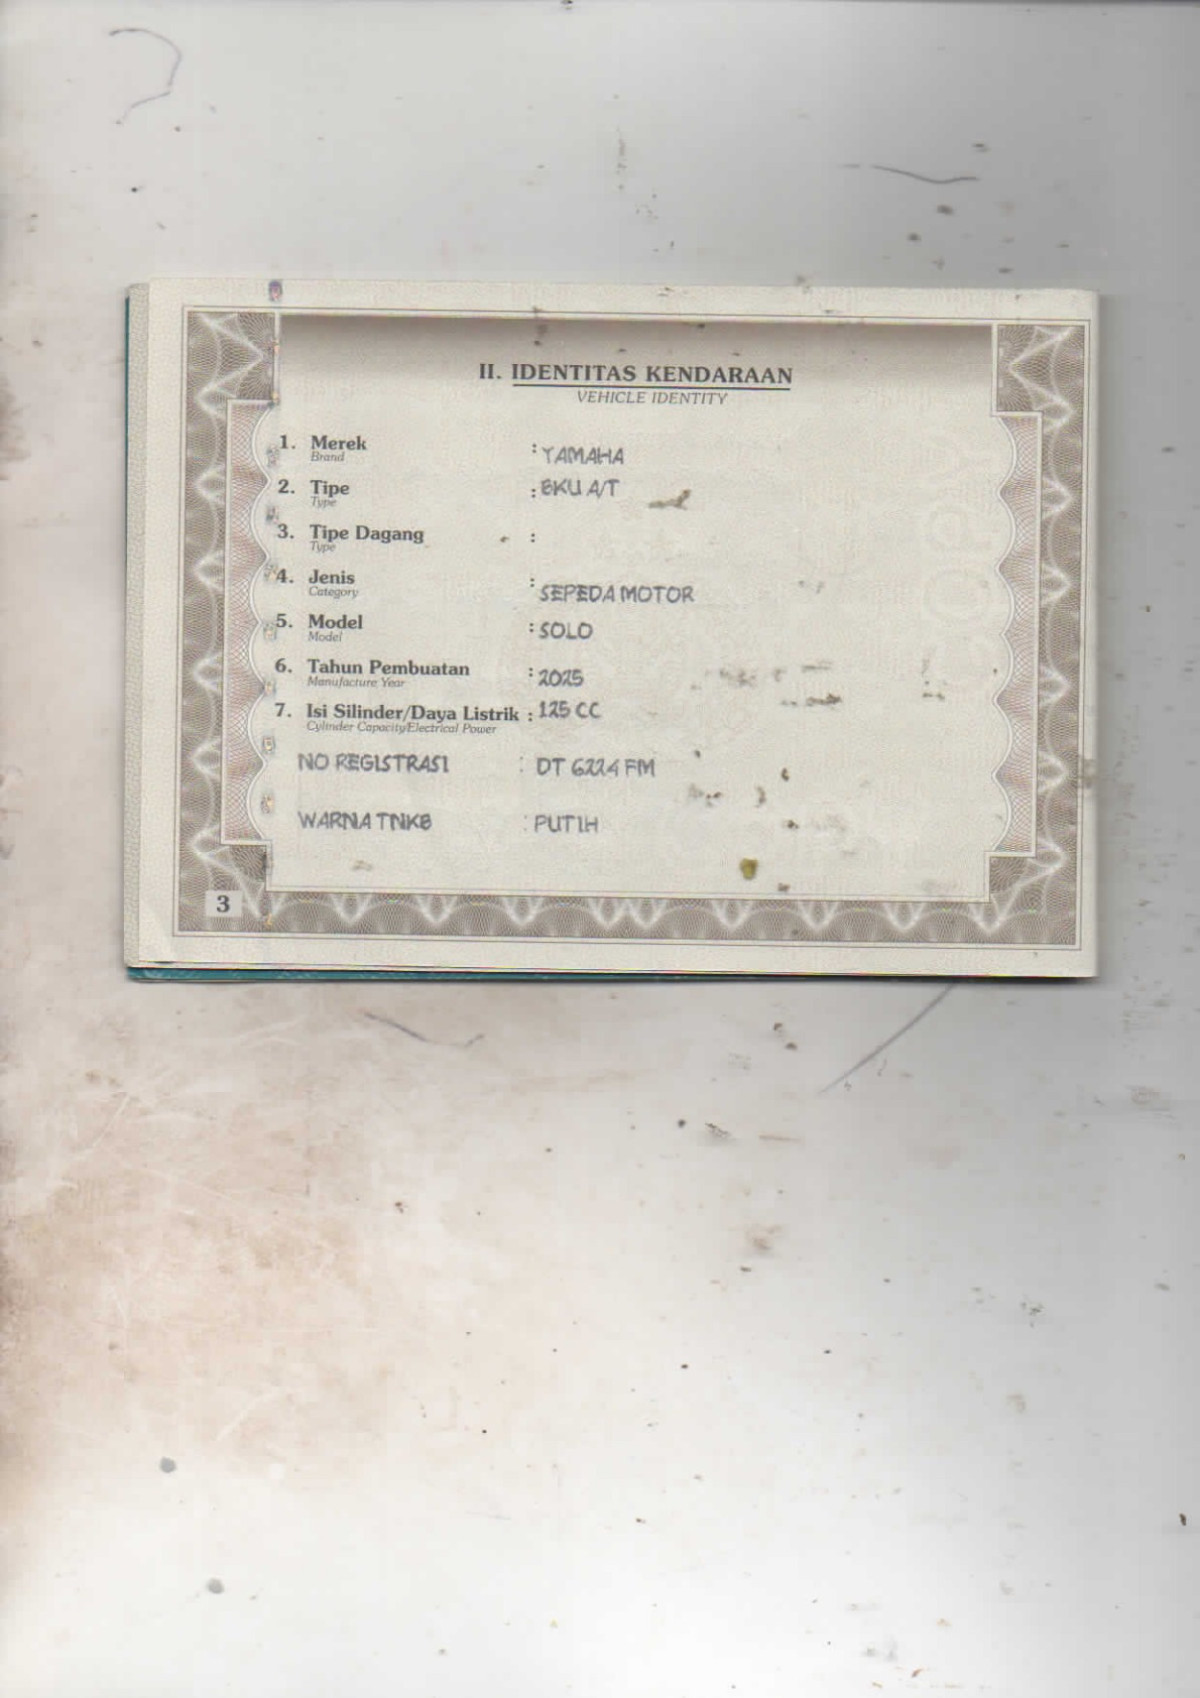 II. IDENTITAS KENDARAAN
VEHICLE IDENTITY
1. Merek : YAMAHA
Brand
2. Tipe : BKU A/T
Type
3. Tipe Dagang :
Type
4. Jenis : SEPEDA MOTOR
Category
5. Model : SOLO
Model
6. Tahun Pembuatan : 2025
Manufacture Year
7. Isi Silinder/Daya Listrik : 125 CC
Cylinder Capacity/Electrical Power
NO REGISTRASI : DT 6224 FM
WARNA TNKB : PUTIH
3
COPY